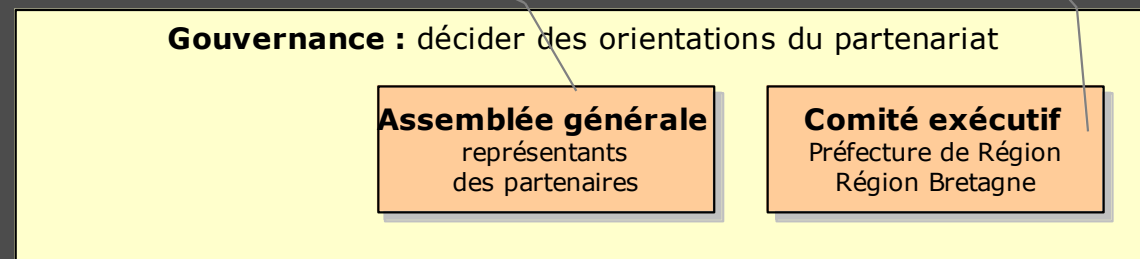 Gouvernance : décider des orientations du partenariat
Assemblée générale
représentants
des partenaires
Comité exécutif
Préfecture de Région
Région Bretagne